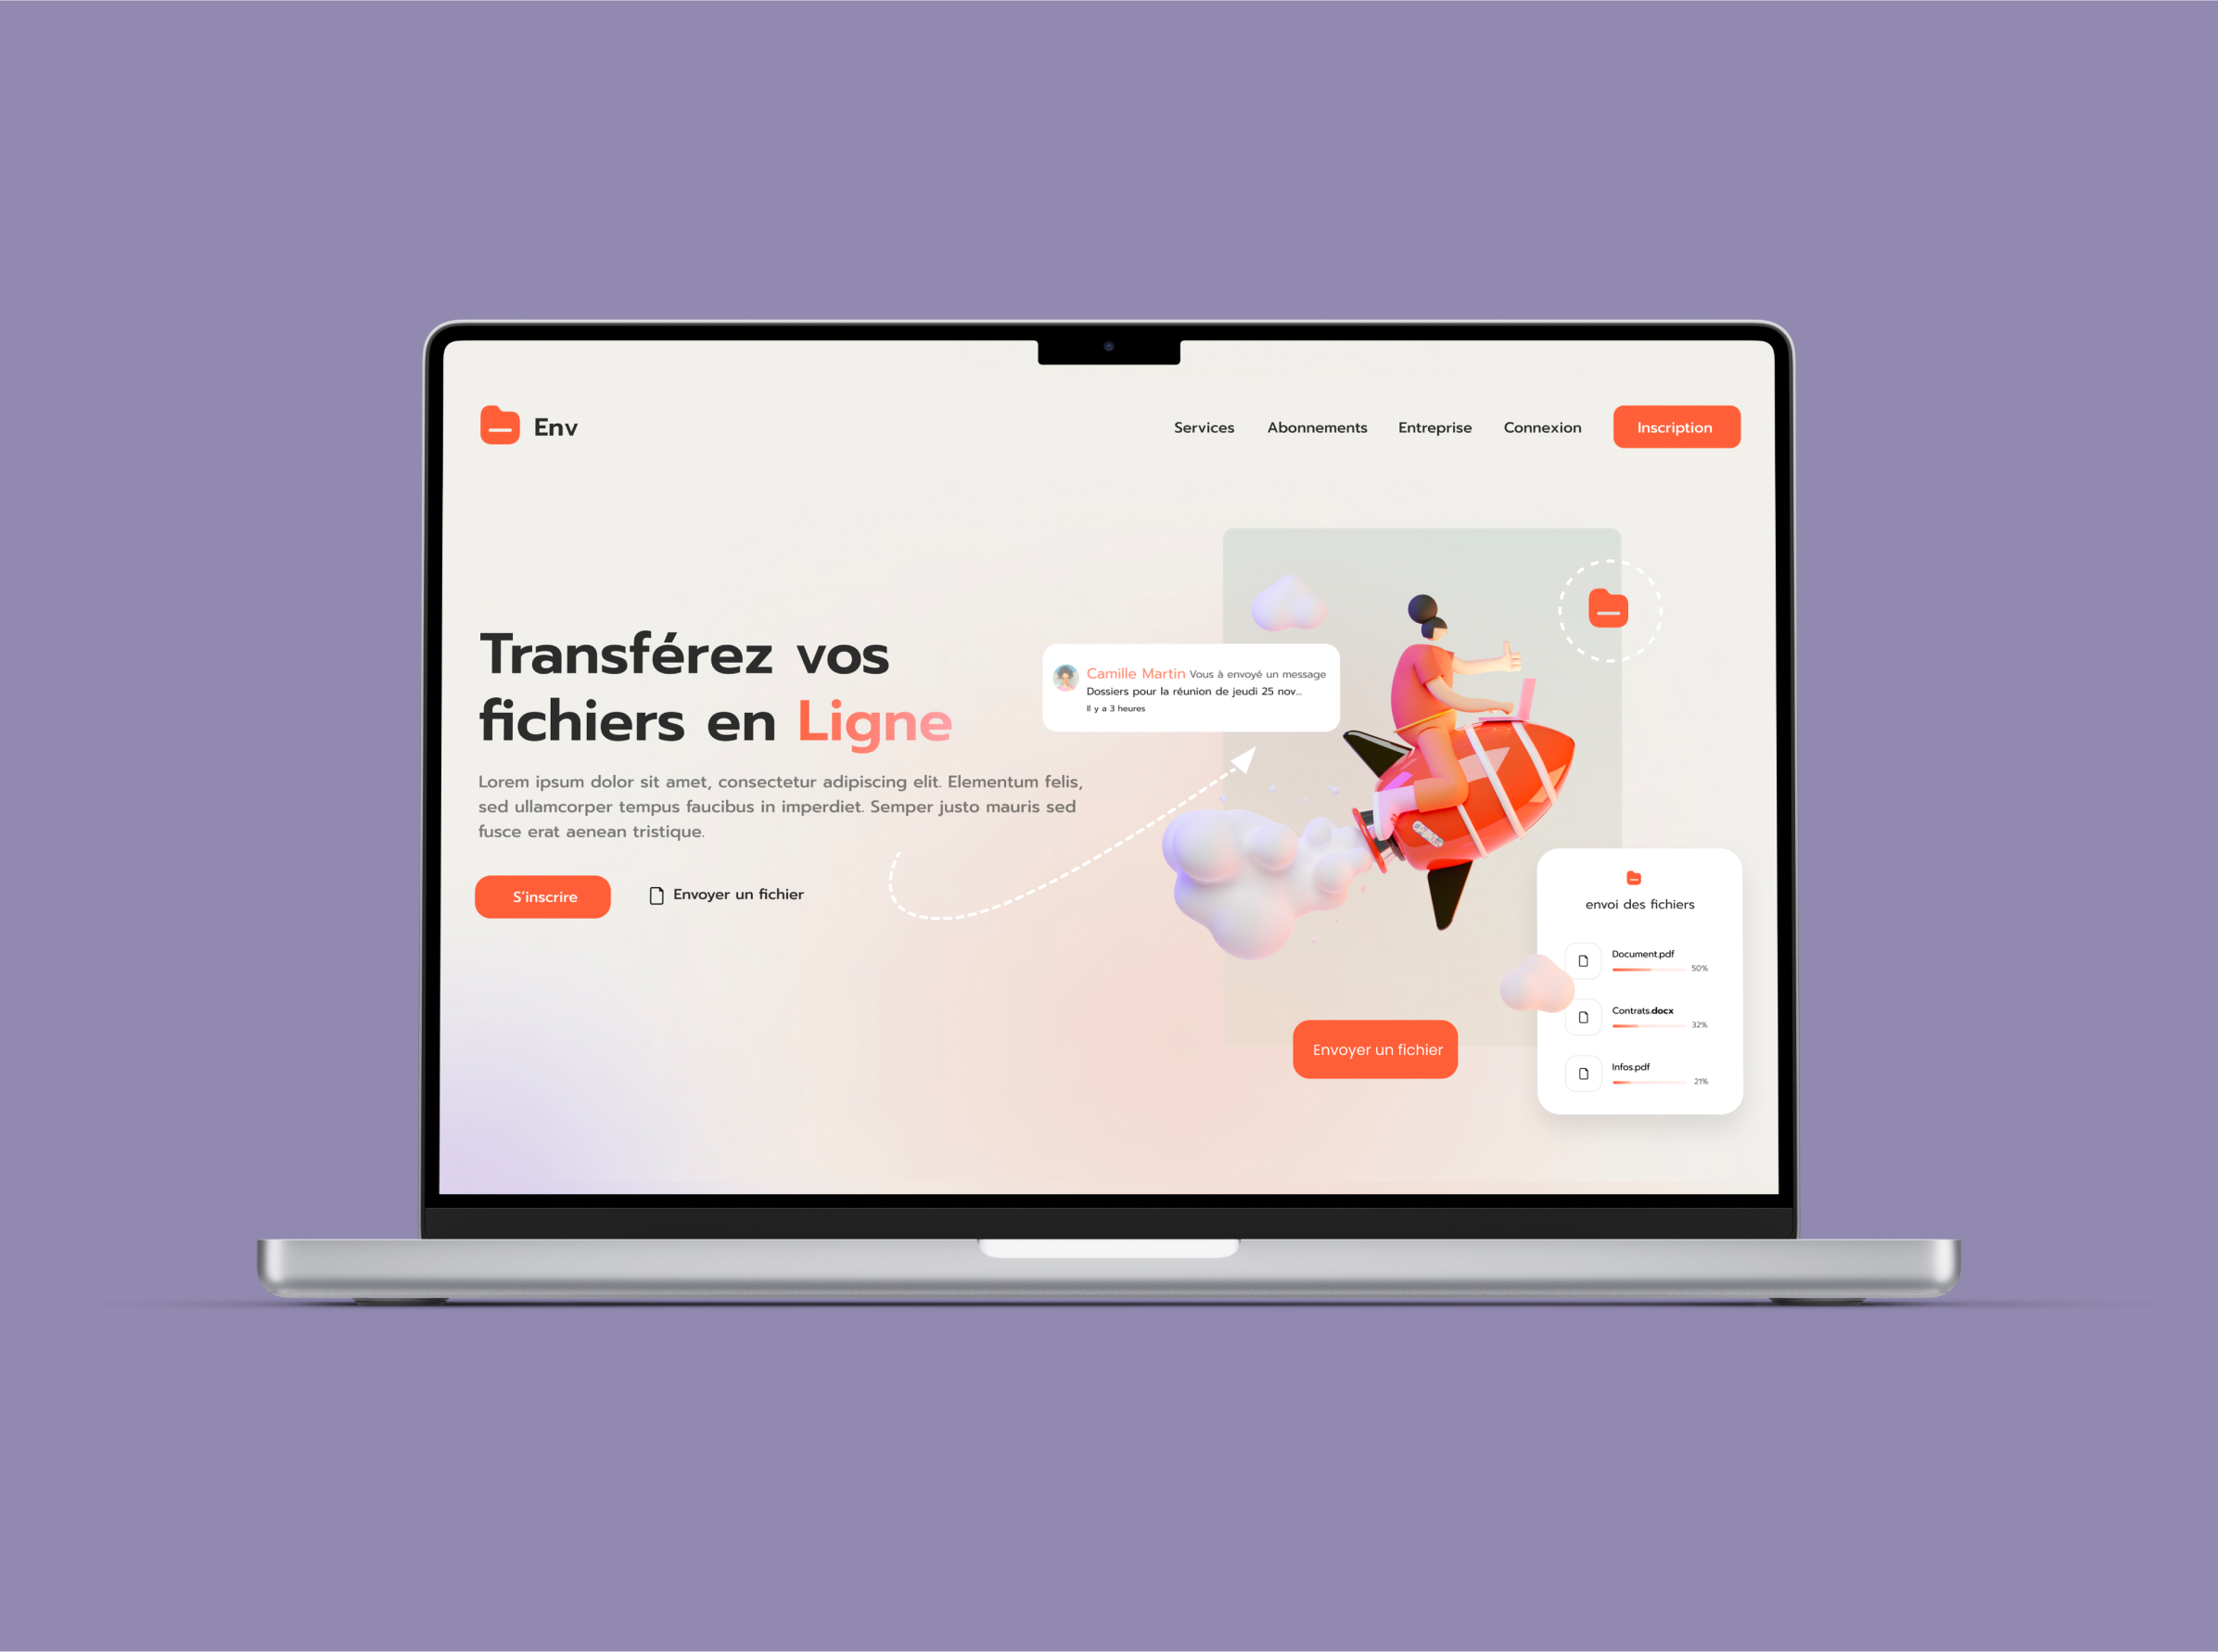 Env
Services Abonnements Entreprise Connexion Inscription
Transférez vos
fichiers en Ligne
Lorem ipsum dolor sit amet, consectetur adipiscing elit. Elementum felis,
sed ullamcorper tempus faucibus in imperdiet. Semper justo mauris sed
fusce erat aenean tristique.
S'inscrire
Envoyer un fichier
Camille Martin Vous à envoyé un message
Dossiers pour la réunion de jeudi 25 nov...
Il y a 3 heures
Envoyer un fichier
envoi des fichiers
Document.pdf
50%
Contrats.docx
32%
Infos.pdf
21%